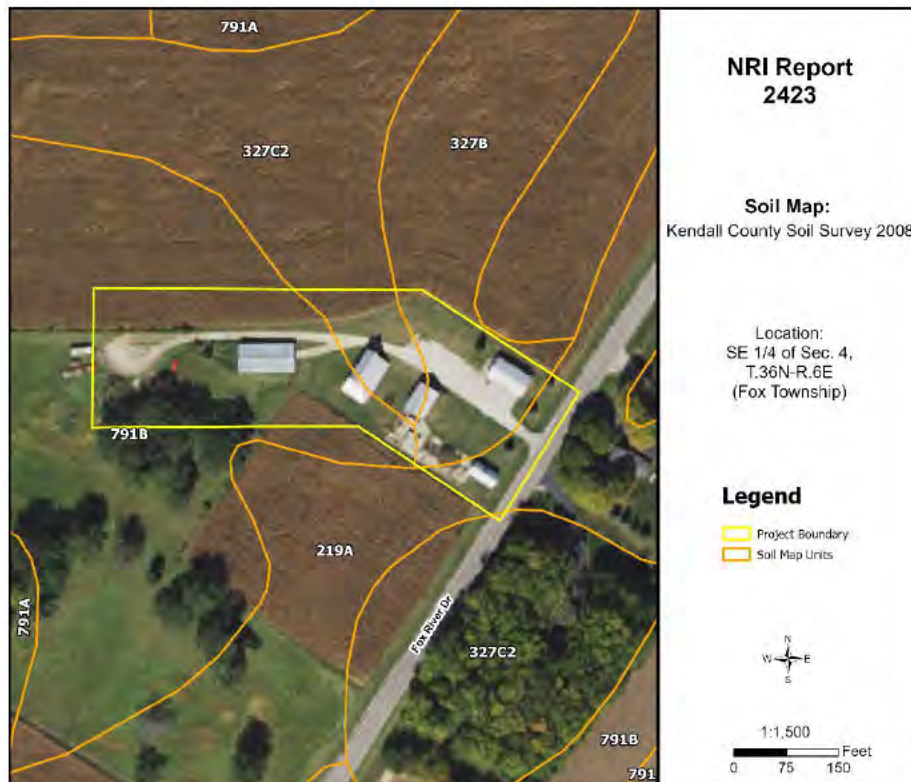 791A
327C2
327B
791B
219A
791A
Fox River Dr
327C2
791B
791
NRI Report
2423
Soil Map:
Kendall County Soil Survey 2008
Location:
SE 1/4 of Sec. 4,
T.36N-R.6E
(Fox Township)
Legend
Project Boundary
Soil Map Units
N
W E
S
1:1,500
Feet
0 75 150